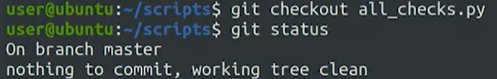 user@ubuntu:~/scripts$ git checkout all_checks.py
user@ubuntu:~/scripts$ git status
On branch master
nothing to commit, working tree clean